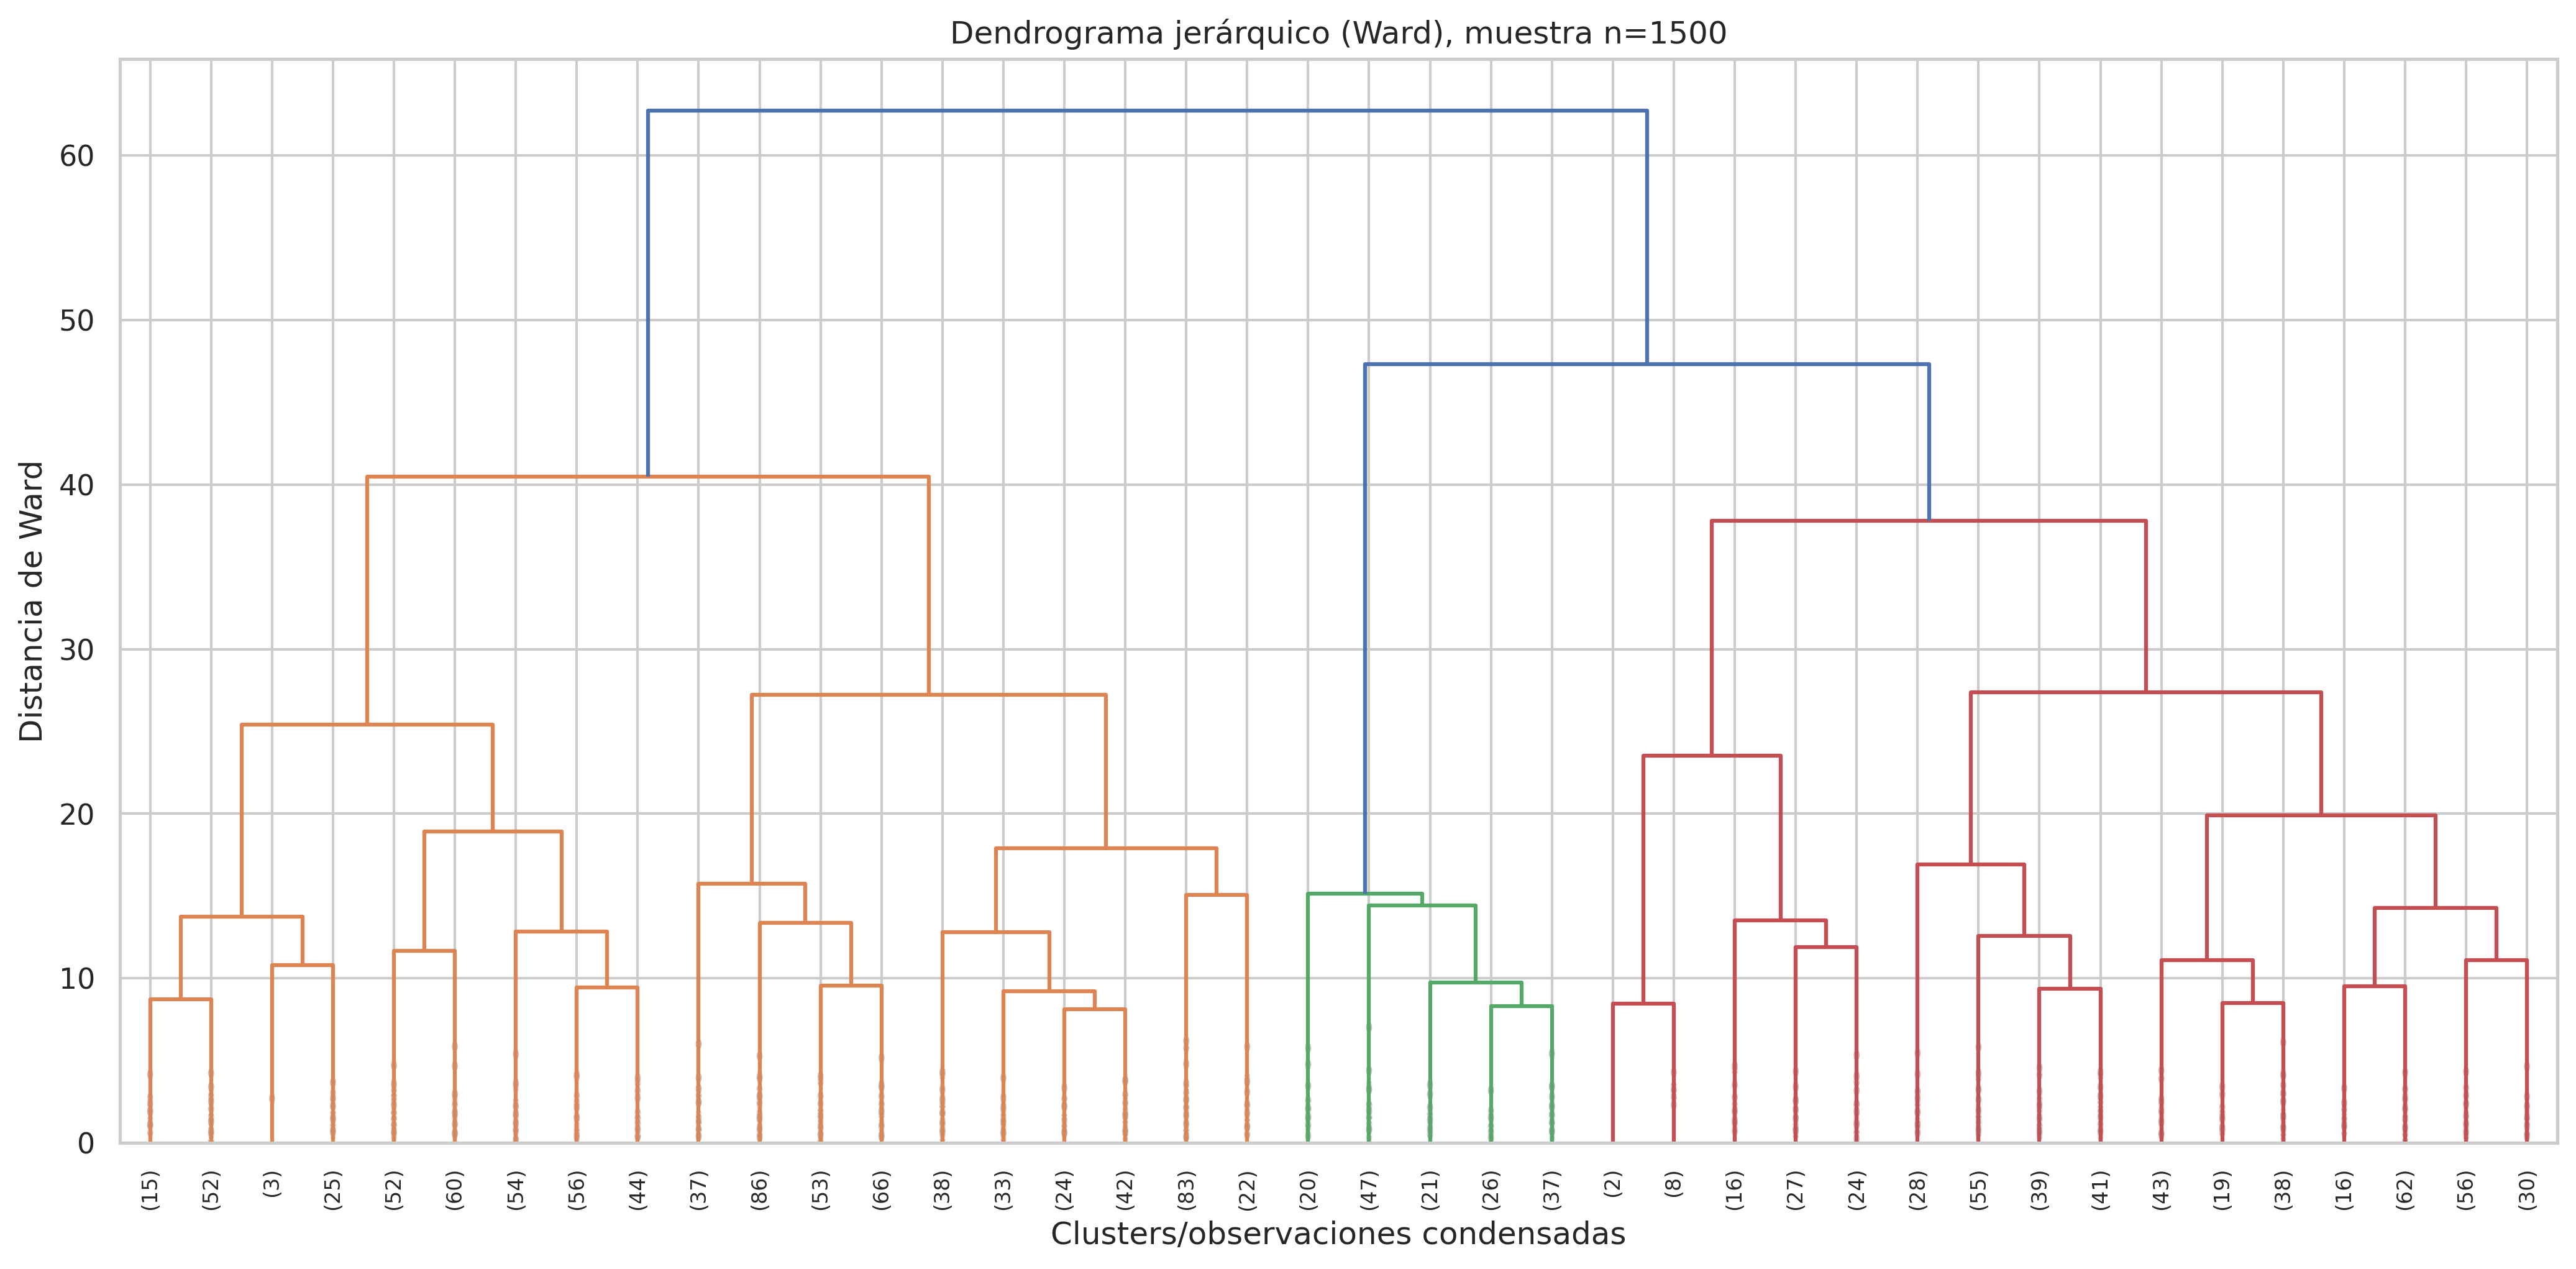 Dendrograma jerárquico (Ward), muestra n=1500
60
50
40
30
20
10
0
Distancia de Ward
(15) (52) (3) (25) (52) (60) (54) (56) (44) (37) (86) (53) (66) (38) (33) (24) (42) (83) (22) (20) (47) (21) (26) (37) (2) (8) (16) (27) (24) (28) (55) (39) (41) (43) (19) (38) (16) (62) (56) (30)
Clusters/observaciones condensadas